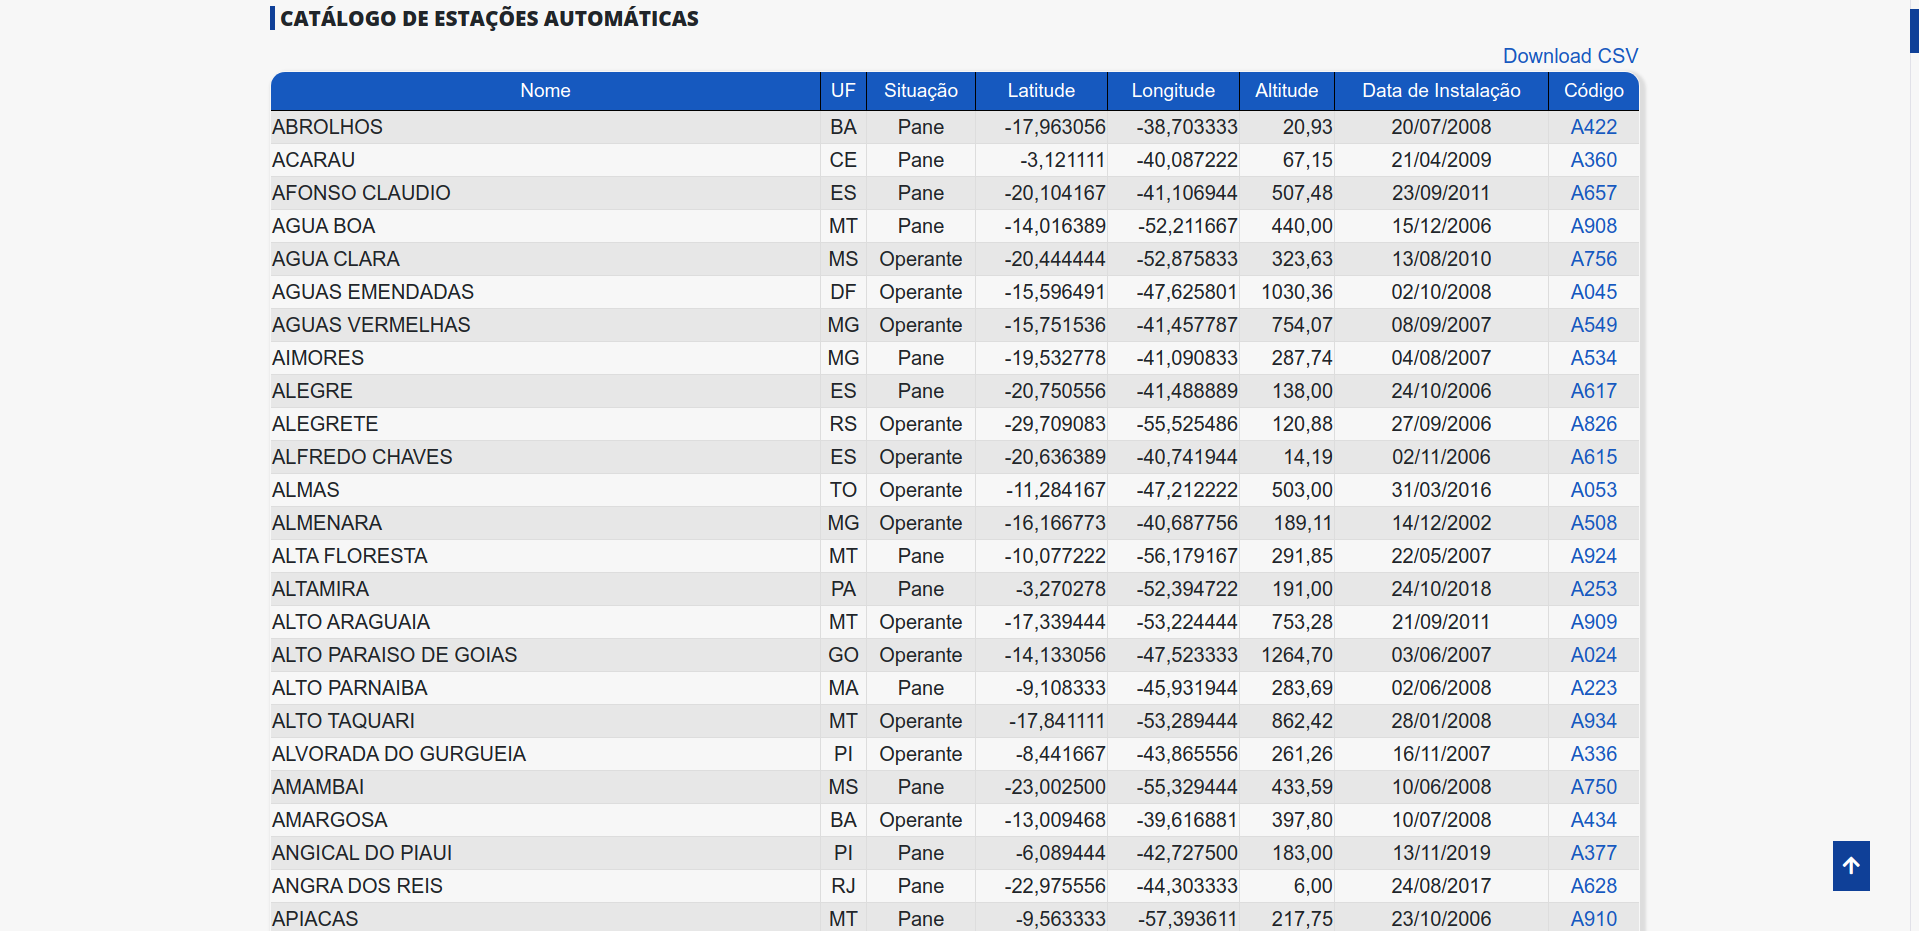 CATÁLOGO DE ESTAÇÕES AUTOMÁTICAS
Download CSV
Nome UF Situação Latitude Longitude Altitude Data de Instalação Código
ABROLHOS BA Pane -17,963056 -38,703333 20,93 20/07/2008 A422
ACARAU CE Pane -3,121111 -40,087222 67,15 21/04/2009 A360
AFONSO CLAUDIO ES Pane -20,104167 -41,106944 507,48 23/09/2011 A657
AGUA BOA MT Pane -14,016389 -52,211667 440,00 15/12/2006 A908
AGUA CLARA MS Operante -20,444444 -52,875833 323,63 13/08/2010 A756
AGUAS EMENDADAS DF Operante -15,596491 -47,625801 1030,36 02/10/2008 A045
AGUAS VERMELHAS MG Operante -15,751536 -41,457787 754,07 08/09/2007 A549
AIMORES MG Pane -19,532778 -41,090833 287,74 04/08/2007 A534
ALEGRE ES Pane -20,750556 -41,488889 138,00 24/10/2006 A617
ALEGRETE RS Operante -29,709083 -55,525486 120,88 27/09/2006 A826
ALFREDO CHAVES ES Operante -20,636389 -40,741944 14,19 02/11/2006 A615
ALMAS TO Operante -11,284167 -47,212222 503,00 31/03/2016 A053
ALMENARA MG Operante -16,166773 -40,687756 189,11 14/12/2002 A508
ALTA FLORESTA MT Pane -10,077222 -56,179167 291,85 22/05/2007 A924
ALTAMIRA PA Pane -3,270278 -52,394722 191,00 24/10/2018 A253
ALTO ARAGUAIA MT Operante -17,339444 -53,224444 753,28 21/09/2011 A909
ALTO PARAISO DE GOIAS GO Operante -14,133056 -47,523333 1264,70 03/06/2007 A024
ALTO PARNAIBA MA Pane -9,108333 -45,931944 283,69 02/06/2008 A223
ALTO TAQUARI MT Operante -17,841111 -53,289444 862,42 28/01/2008 A934
ALVORADA DO GURGUEIA PI Operante -8,441667 -43,865556 261,26 16/11/2007 A336
AMAMBAI MS Pane -23,002500 -55,329444 433,59 10/06/2008 A750
AMARGOSA BA Operante -13,009468 -39,616881 397,80 10/07/2008 A434
ANGICAL DO PIAUI PI Pane -6,089444 -42,727500 183,00 13/11/2019 A377
ANGRA DOS REIS RJ Pane -22,975556 -44,303333 6,00 24/08/2017 A628
APIACAS MT Pane -9,563333 -57,393611 217,75 23/10/2006 A910